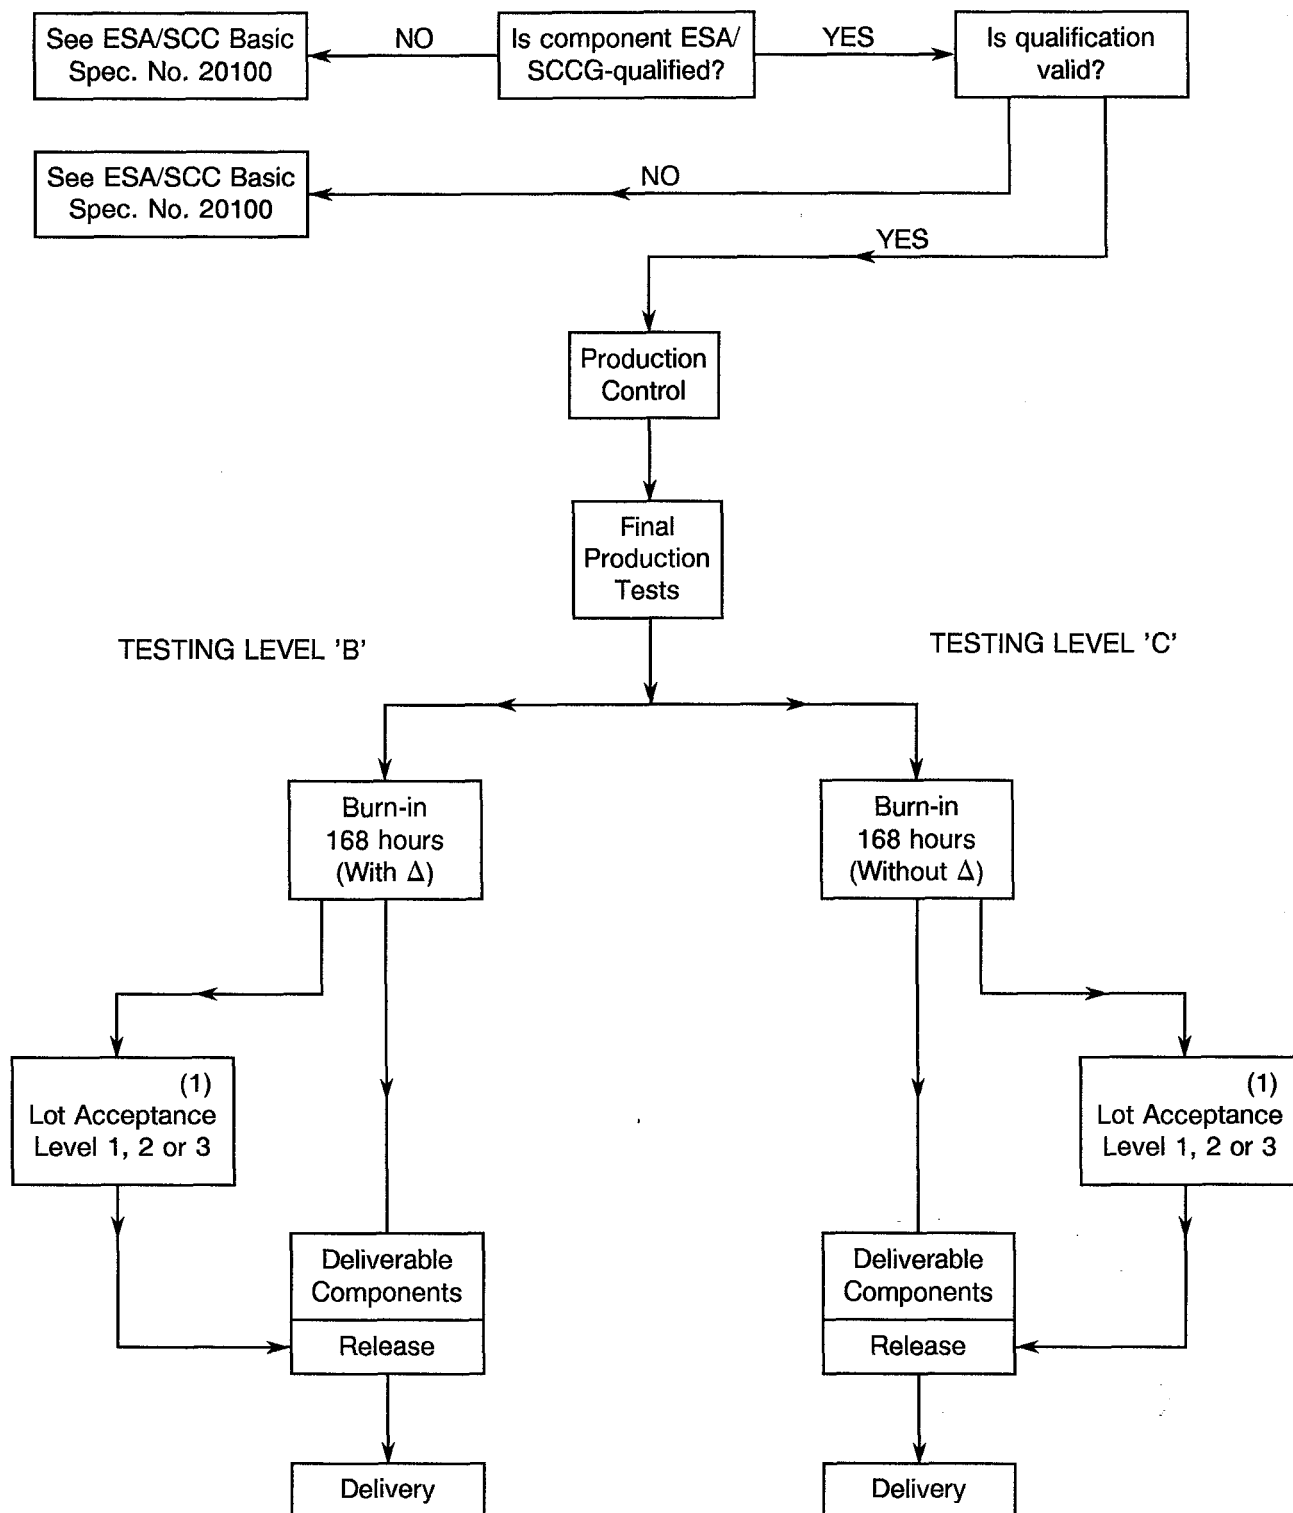 See ESA/SCC Basic
Spec. No. 20100
NO
Is component ESA/
SCCG-qualified?
YES
Is qualification
valid?
See ESA/SCC Basic
Spec. No. 20100
NO
YES
Production
Control
Final
Production
Tests
TESTING LEVEL 'B'
TESTING LEVEL 'C'
Burn-in
168 hours
(With Δ)
Burn-in
168 hours
(Without Δ)
(1)
Lot Acceptance
Level 1, 2 or 3
(1)
Lot Acceptance
Level 1, 2 or 3
Deliverable
Components
Release
Deliverable
Components
Release
Delivery
Delivery